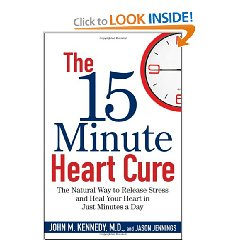 Click to LOOK INSIDE!
The
15
Minute
Heart Cure
The Natural Way to Release Stress
and Heal Your Heart in
Just Minutes a Day
JOHN M. KENNEDY, M.D., AND JASON JENNINGS